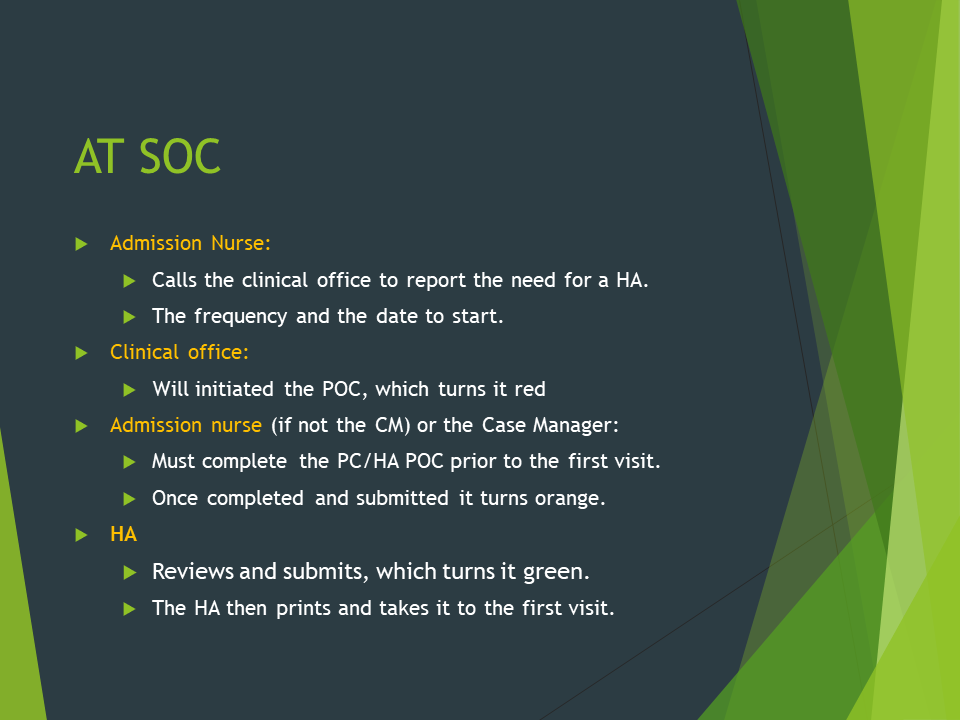 AT SOC
Admission Nurse:
Calls the clinical office to report the need for a HA.
The frequency and the date to start.
Clinical office:
Will initiated the POC, which turns it red
Admission nurse (if not the CM) or the Case Manager:
Must complete the PC/HA POC prior to the first visit.
Once completed and submitted it turns orange.
HA
Reviews and submits, which turns it green.
The HA then prints and takes it to the first visit.